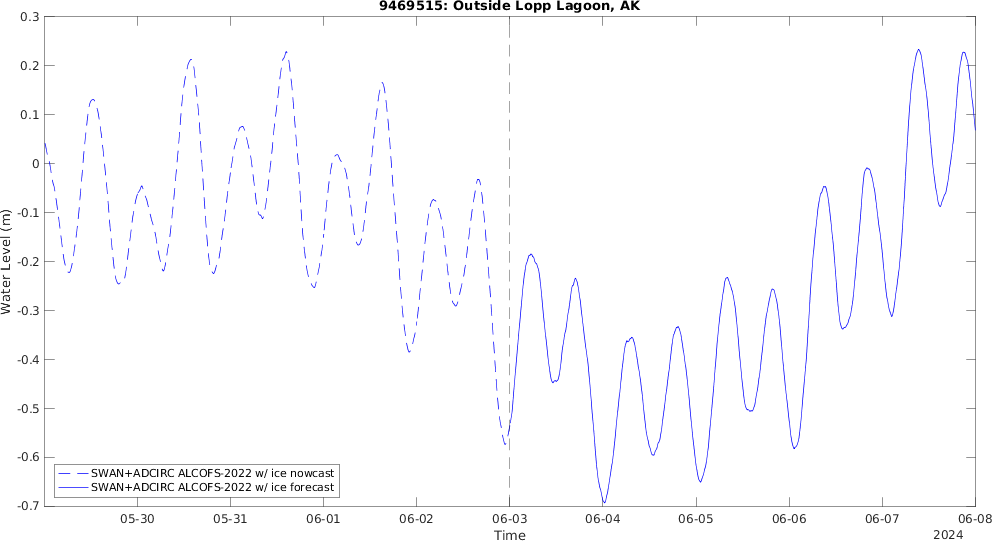 9469515: Outside Lopp Lagoon, AK
0.3
0.2
0.1
0
-0.1
-0.2
-0.3
-0.4
-0.5
-0.6
-0.7
Water Level (m)
SWAN+ADCIRC ALCOFS-2022 w/ ice nowcast
SWAN+ADCIRC ALCOFS-2022 w/ ice forecast
05-30 05-31 06-01 06-02 06-03 06-04 06-05 06-06 06-07 06-08
Time
2024